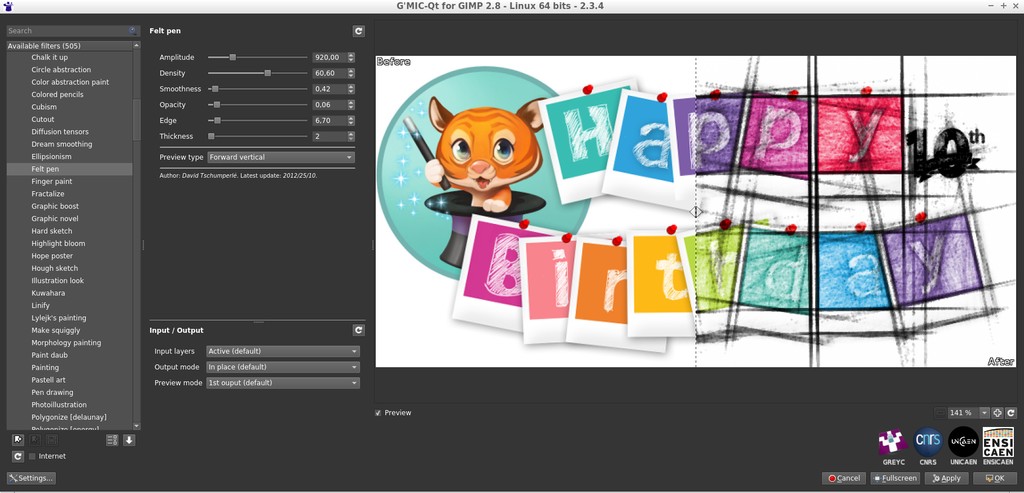 G'MIC-Qt for GIMP 2.8 - Linux 64 bits - 2.3.4
Search
Available filters (505)
Chalk it up
Circle abstraction
Color abstraction paint
Colored pencils
Cubism
Cutout
Diffusion tensors
Dream smoothing
Ellipsionism
Felt pen
Finger paint
Fractalize
Graphic boost
Graphic novel
Hard sketch
Highlight bloom
Hope poster
Hough sketch
Illustration look
Kuwahara
Linify
Lylejk's painting
Make squiggly
Morphology painting
Paint daub
Painting
Pastell art
Pen drawing
Photoillustration
Polygonize [delaunay]
Polygonize [energy]
Internet
Settings...
Felt pen
Amplitude 920,00
Density 60,60
Smoothness 0,42
Opacity 0,06
Edge 6,70
Thickness 2
Preview type Forward vertical
Author: David Tschumperlé. Latest update: 2012/25/10.
Input / Output
Input layers Active (default)
Output mode In place (default)
Preview mode 1st ouput (default)
Before
Happy
10th
Birthday
After
Preview
141 %
GREYC
cnrs
CNRS
UNICAEN
UNICAEN
ENSI
CAEN
ENSICAEN
Cancel
Fullscreen
Apply
OK